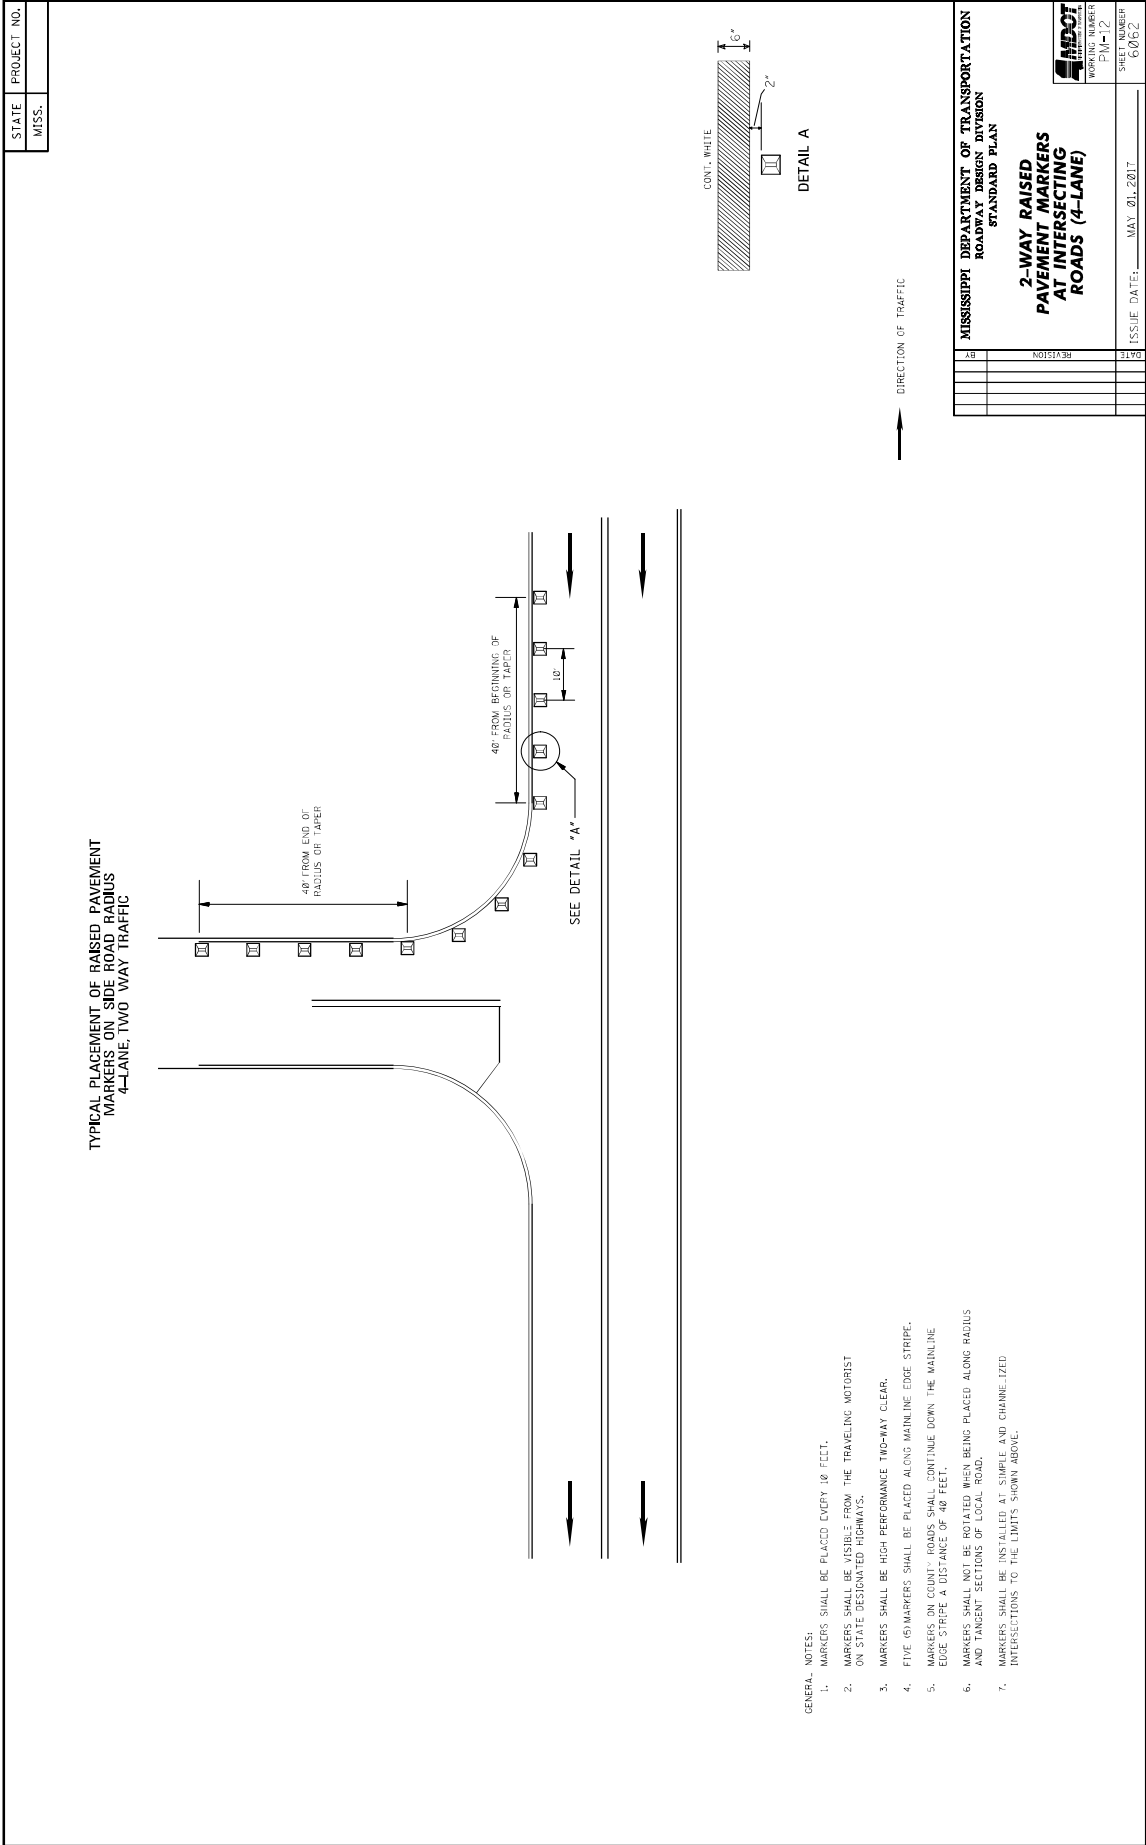 STATE PROJECT NO.
MISS.
TYPICAL PLACEMENT OF RAISED PAVEMENT
MARKERS ON SIDE ROAD RADIUS
4-LANE, TWO WAY TRAFFIC
40' FROM END OF
RADIUS OR TAPER
40' FROM BEGINNING OF
RADIUS OR TAPER
10'
SEE DETAIL "A"
CONT. WHITE
6"
2"
DETAIL A
DIRECTION OF TRAFFIC
GENERAL NOTES:
1. MARKERS SHALL BE PLACED EVERY 10 FEET.
2. MARKERS SHALL BE VISIBLE FROM THE TRAVELING MOTORIST
ON STATE DESIGNATED HIGHWAYS.
3. MARKERS SHALL BE HIGH PERFORMANCE TWO-WAY CLEAR.
4. FIVE (5) MARKERS SHALL BE PLACED ALONG MAINLINE EDGE STRIPE.
5. MARKERS ON COUNTY ROADS SHALL CONTINUE DOWN THE MAINLINE
EDGE STRIPE A DISTANCE OF 40 FEET.
6. MARKERS SHALL NOT BE ROTATED WHEN BEING PLACED ALONG RADIUS
AND TANGENT SECTIONS OF LOCAL ROAD.
7. MARKERS SHALL BE INSTALLED AT SIMPLE AND CHANNELIZED
INTERSECTIONS TO THE LIMITS SHOWN ABOVE.
BY
REVISION
DATE
MISSISSIPPI DEPARTMENT OF TRANSPORTATION
ROADWAY DESIGN DIVISION
STANDARD PLAN
2-WAY RAISED
PAVEMENT MARKERS
AT INTERSECTING
ROADS (4-LANE)
MDOT
WORKING NUMBER
PM-12
SHEET NUMBER
6062
ISSUE DATE: MAY 01, 2017